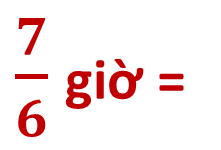 7/6 giờ =